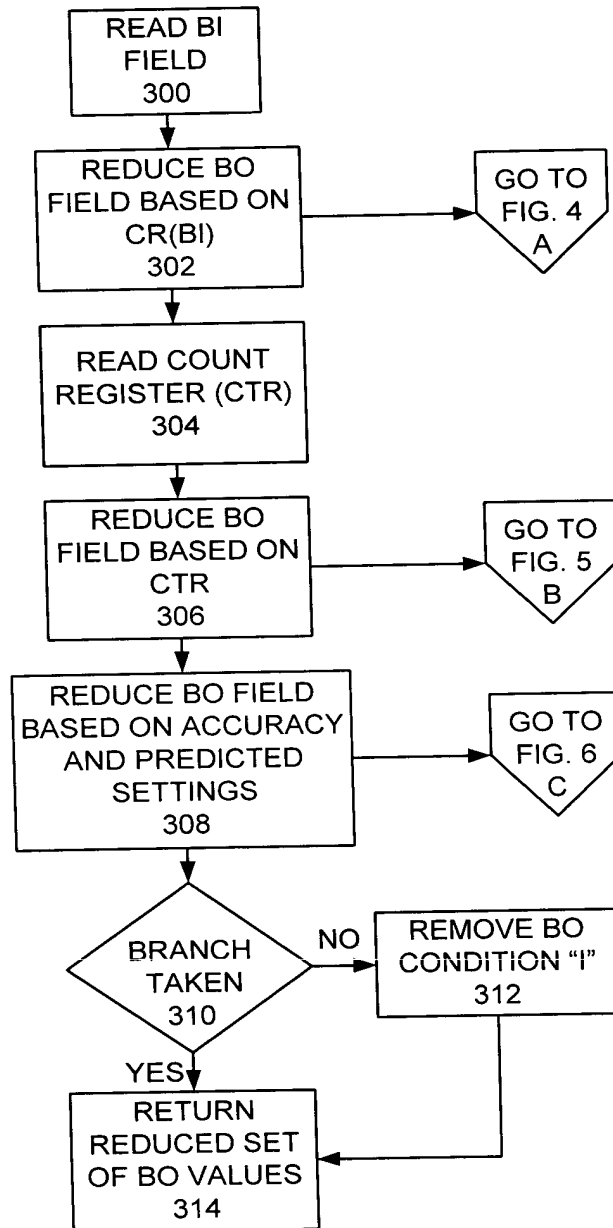 READ BI
FIELD
300
REDUCE BO
FIELD BASED ON
CR(BI)
302
GO TO
FIG. 4
A
READ COUNT
REGISTER (CTR)
304
REDUCE BO
FIELD BASED ON
CTR
306
GO TO
FIG. 5
B
REDUCE BO FIELD
BASED ON ACCURACY
AND PREDICTED
SETTINGS
308
GO TO
FIG. 6
C
BRANCH
TAKEN
310
NO
REMOVE BO
CONDITION “I”
312
YES
RETURN
REDUCED SET
OF BO VALUES
314